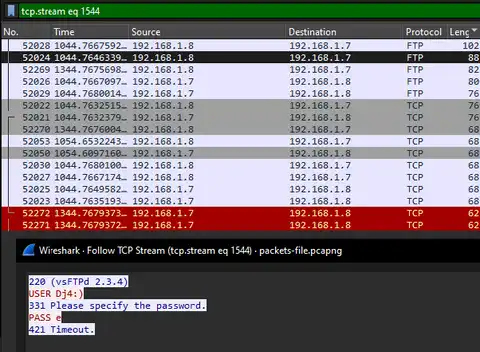 tcp.stream eq 1544
No. Time Source Destination Protocol Leng
52028 1044.7667592… 192.168.1.8 192.168.1.7 FTP 102
52024 1044.7646339… 192.168.1.8 192.168.1.7 FTP 88
52269 1344.7675698… 192.168.1.8 192.168.1.7 FTP 82
52026 1044.7667097… 192.168.1.7 192.168.1.8 FTP 80
52029 1044.7680014… 192.168.1.7 192.168.1.8 FTP 76
52022 1044.7632515… 192.168.1.8 192.168.1.7 TCP 76
52021 1044.7632379… 192.168.1.7 192.168.1.8 TCP 76
52270 1344.7676004… 192.168.1.8 192.168.1.7 TCP 68
52053 1054.6532243… 192.168.1.8 192.168.1.7 TCP 68
52050 1054.6097160… 192.168.1.7 192.168.1.8 TCP 68
52030 1044.7680100… 192.168.1.8 192.168.1.7 TCP 68
52027 1044.7667174… 192.168.1.8 192.168.1.7 TCP 68
52025 1044.7649582… 192.168.1.7 192.168.1.8 TCP 68
52023 1044.7635193… 192.168.1.7 192.168.1.8 TCP 68
52272 1344.7679373… 192.168.1.7 192.168.1.8 TCP 62
52271 1344.7679372… 192.168.1.7 192.168.1.8 TCP 62
Wireshark · Follow TCP Stream (tcp.stream eq 1544) · packets-file.pcapng
220 (vsFTPd 2.3.4)
USER Dj4:)
331 Please specify the password.
PASS e
421 Timeout.